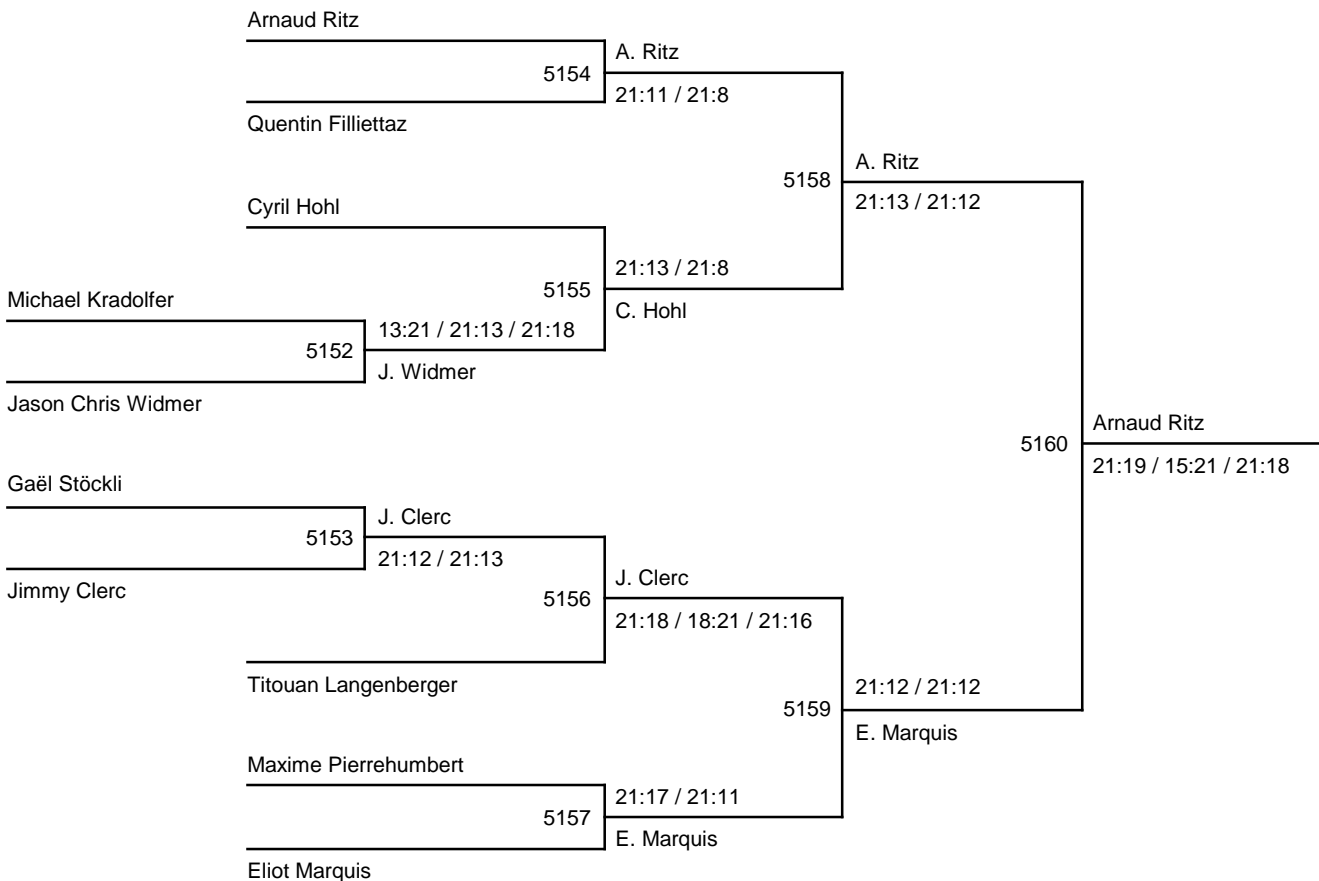 Arnaud Ritz
A. Ritz
5154
21:11 / 21:8
Quentin Filliettaz
A. Ritz
5158
21:13 / 21:12
Cyril Hohl
21:13 / 21:8
5155
C. Hohl
Michael Kradolfer
13:21 / 21:13 / 21:18
5152
J. Widmer
Jason Chris Widmer
Arnaud Ritz
5160
21:19 / 15:21 / 21:18
Gaël Stöckli
J. Clerc
5153
21:12 / 21:13
Jimmy Clerc
J. Clerc
5156
21:18 / 18:21 / 21:16
Titouan Langenberger
21:12 / 21:12
5159
E. Marquis
Maxime Pierrehumbert
21:17 / 21:11
5157
E. Marquis
Eliot Marquis